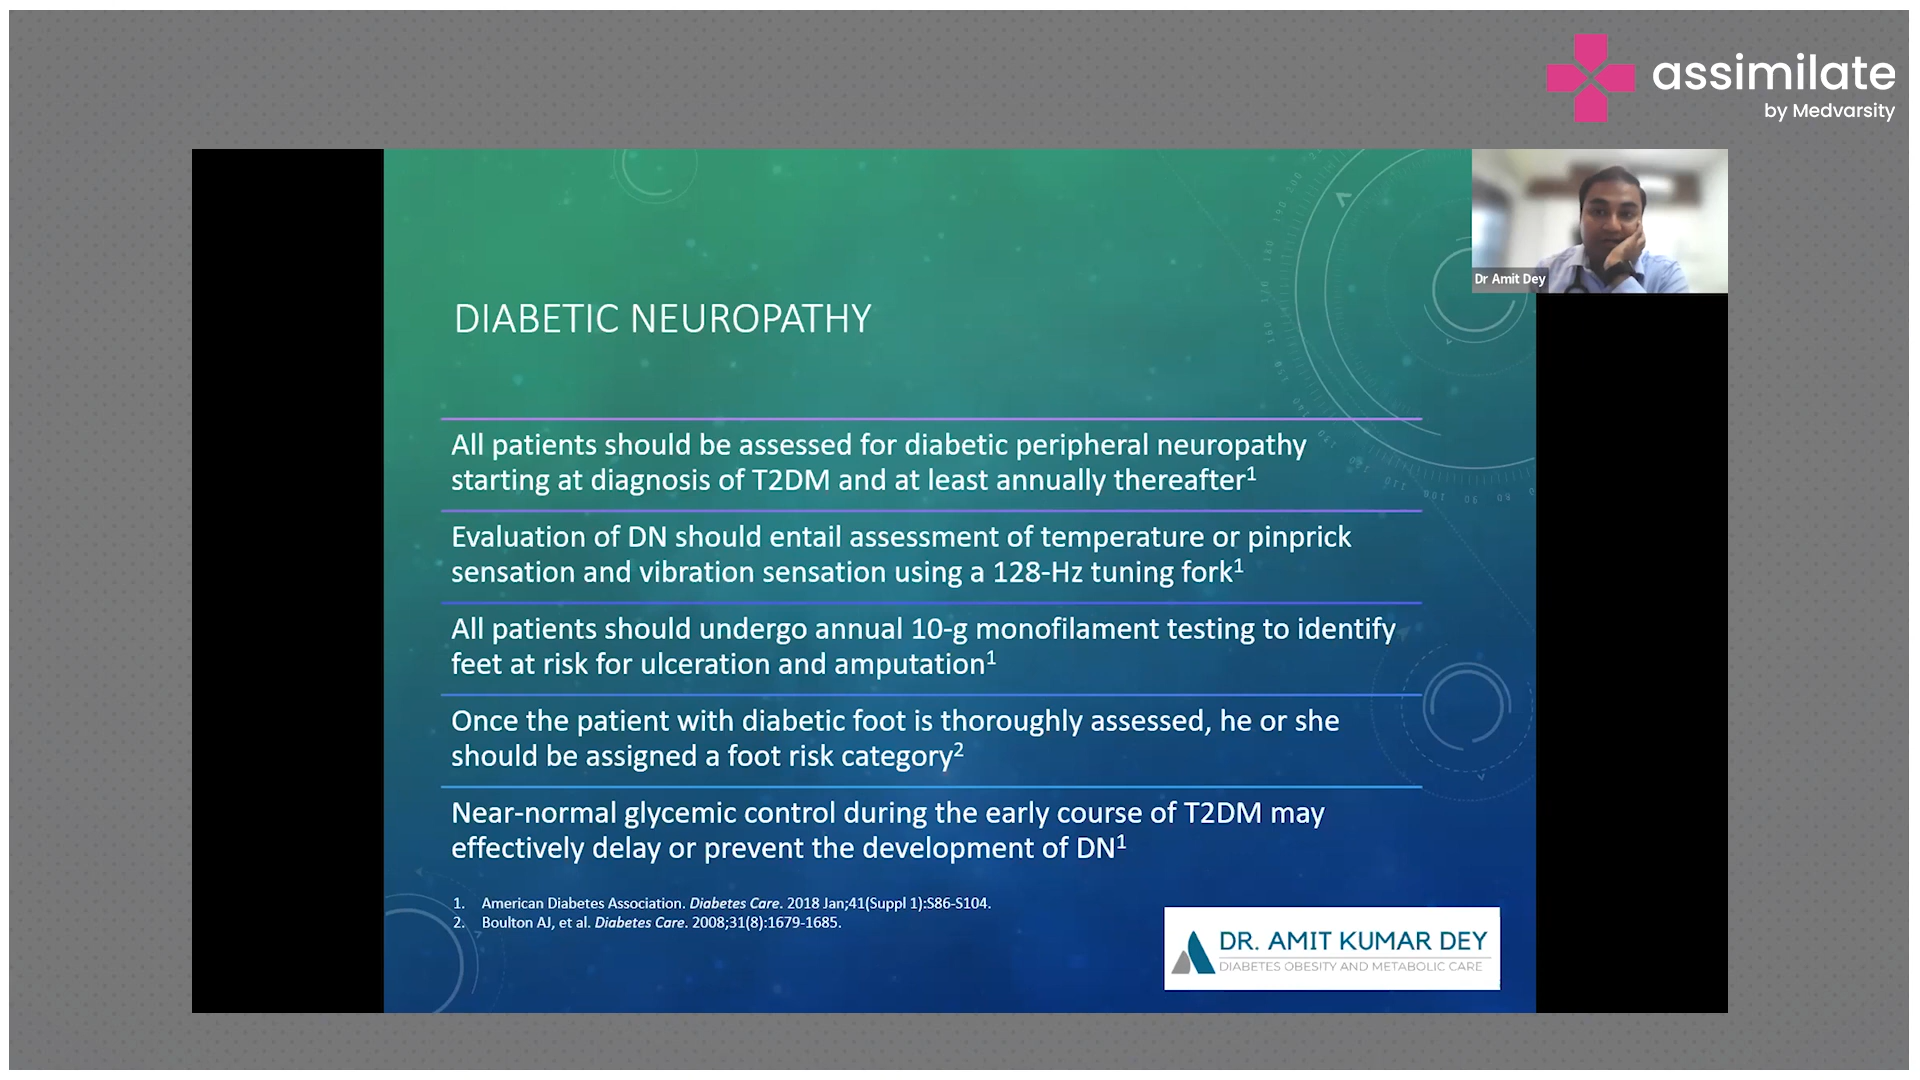 assimilate
by Medvarsity
Dr Amit Dey
DIABETIC NEUROPATHY
All patients should be assessed for diabetic peripheral neuropathy
starting at diagnosis of T2DM and at least annually thereafter1
Evaluation of DN should entail assessment of temperature or pinprick
sensation and vibration sensation using a 128-Hz tuning fork1
All patients should undergo annual 10-g monofilament testing to identify
feet at risk for ulceration and amputation1
Once the patient with diabetic foot is thoroughly assessed, he or she
should be assigned a foot risk category2
Near-normal glycemic control during the early course of T2DM may
effectively delay or prevent the development of DN1
1. American Diabetes Association. Diabetes Care. 2018 Jan;41(Suppl 1):S86-S104.
2. Boulton AJ, et al. Diabetes Care. 2008;31(8):1679-1685.
DR. AMIT KUMAR DEY
DIABETES OBESITY AND METABOLIC CARE